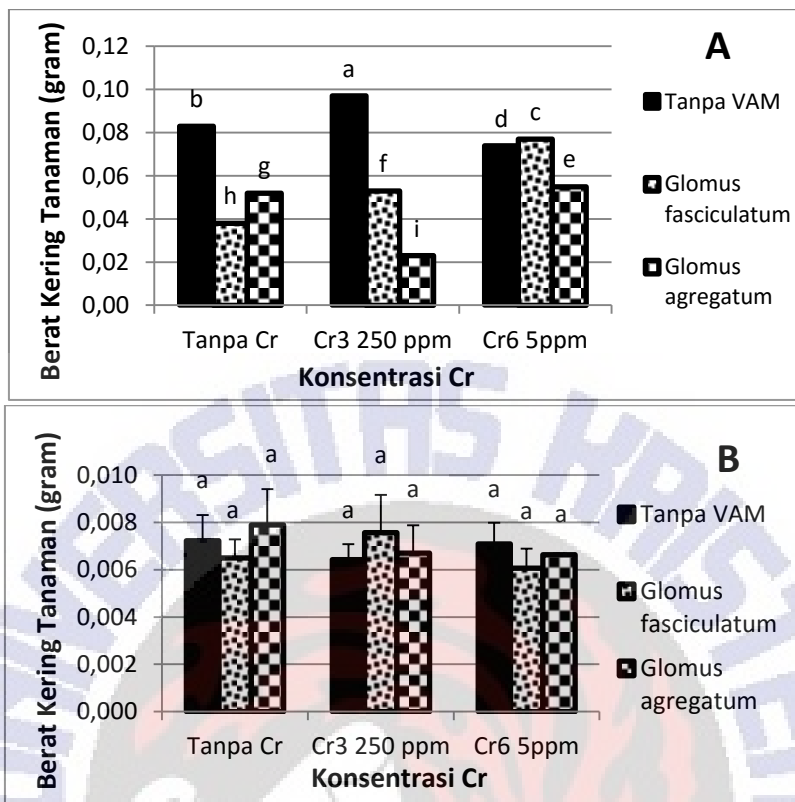 A
Berat Kering Tanaman (gram)
0,12
0,10
0,08
0,06
0,04
0,02
0,00
b
h
g
a
f
i
d
c
e
Tanpa Cr
Cr3 250 ppm
Cr6 5ppm
Konsentrasi Cr
Tanpa VAM
Glomus
fasciculatum
Glomus
agregatum
B
Berat Kering Tanaman (gram)
0,010
0,008
0,006
0,004
0,002
0,000
a
a
a
a
a
a
a
a
a
Tanpa Cr
Cr3 250 ppm
Cr6 5ppm
Konsentrasi Cr
Tanpa VAM
Glomus
fasciculatum
Glomus
agregatum